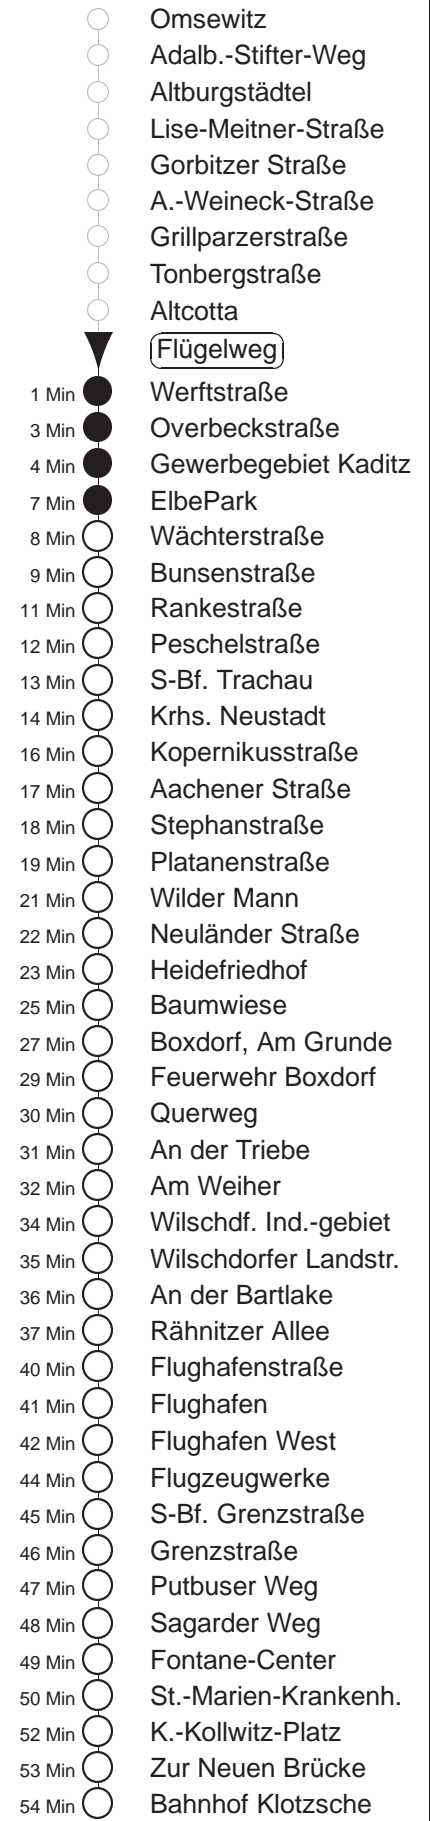 Omsewitz
Adalb.-Stifter-Weg
Altburgstädtel
Lise-Meitner-Straße
Gorbitzer Straße
A.-Weineck-Straße
Grillparzerstraße
Tonbergstraße
Altcotta
Flügelweg
1 Min Werftstraße
3 Min Overbeckstraße
4 Min Gewerbegebiet Kaditz
7 Min ElbePark
8 Min Wächterstraße
9 Min Bunsenstraße
11 Min Rankestraße
12 Min Peschelstraße
13 Min S-Bf. Trachau
14 Min Krhs. Neustadt
16 Min Kopernikusstraße
17 Min Aachener Straße
18 Min Stephanstraße
19 Min Platanenstraße
21 Min Wilder Mann
22 Min Neuländer Straße
23 Min Heidefriedhof
25 Min Baumwiese
27 Min Boxdorf, Am Grunde
29 Min Feuerwehr Boxdorf
30 Min Querweg
31 Min An der Triebe
32 Min Am Weiher
34 Min Wilschdf. Ind.-gebiet
35 Min Wilschdorfer Landstr.
36 Min An der Bartlake
37 Min Rähnitzer Allee
40 Min Flughafenstraße
41 Min Flughafen
42 Min Flughafen West
44 Min Flugzeugwerke
45 Min S-Bf. Grenzstraße
46 Min Grenzstraße
47 Min Putbuser Weg
48 Min Sagarder Weg
49 Min Fontane-Center
50 Min St.-Marien-Krankenh.
52 Min K.-Kollwitz-Platz
53 Min Zur Neuen Brücke
54 Min Bahnhof Klotzsche